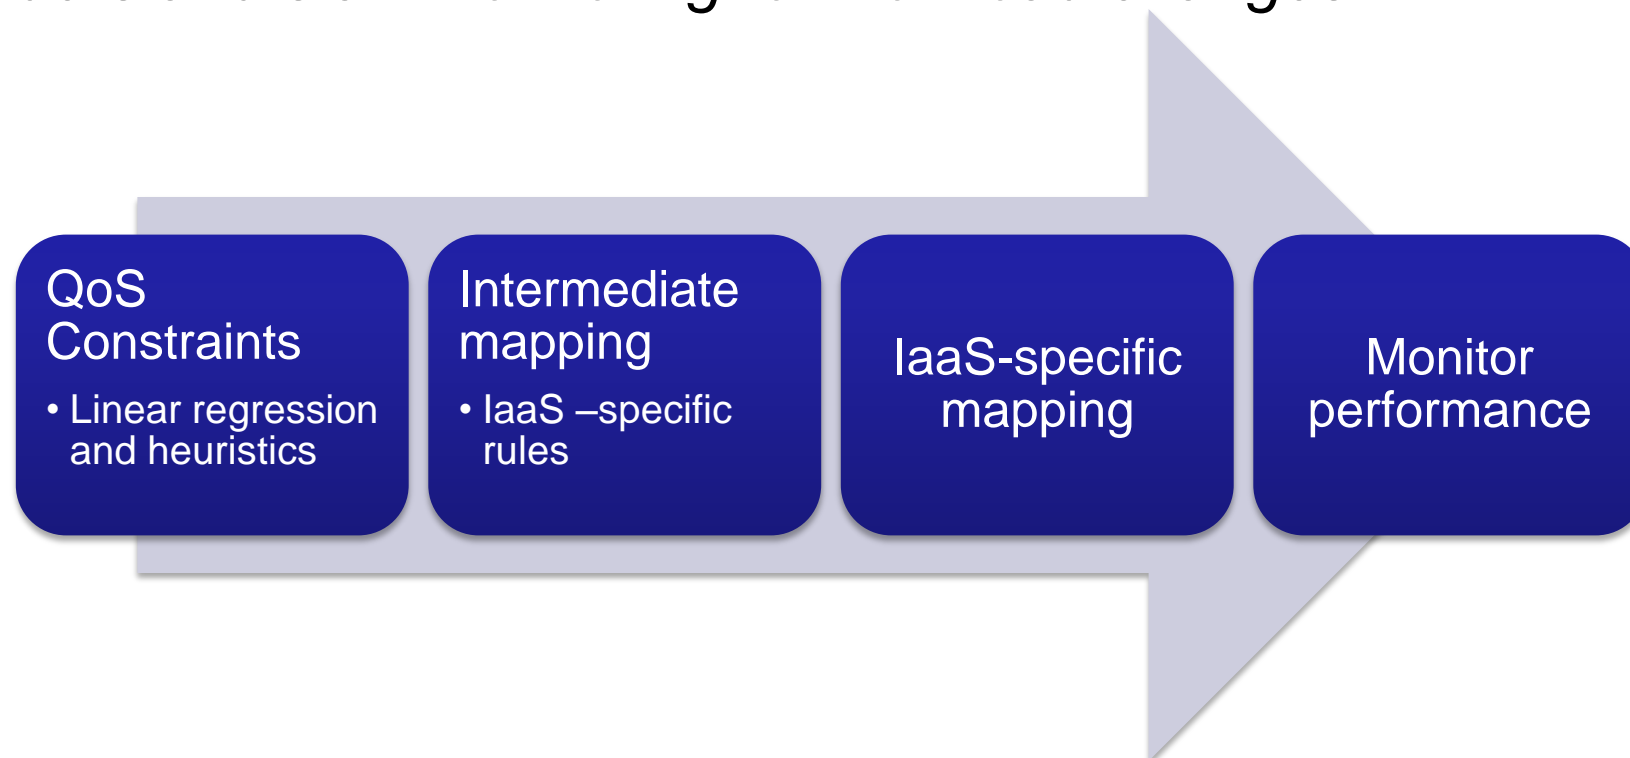 QoS
Constraints
• Linear regression
and heuristics
Intermediate
mapping
• IaaS –specific
rules
IaaS-specific
mapping
Monitor
performance